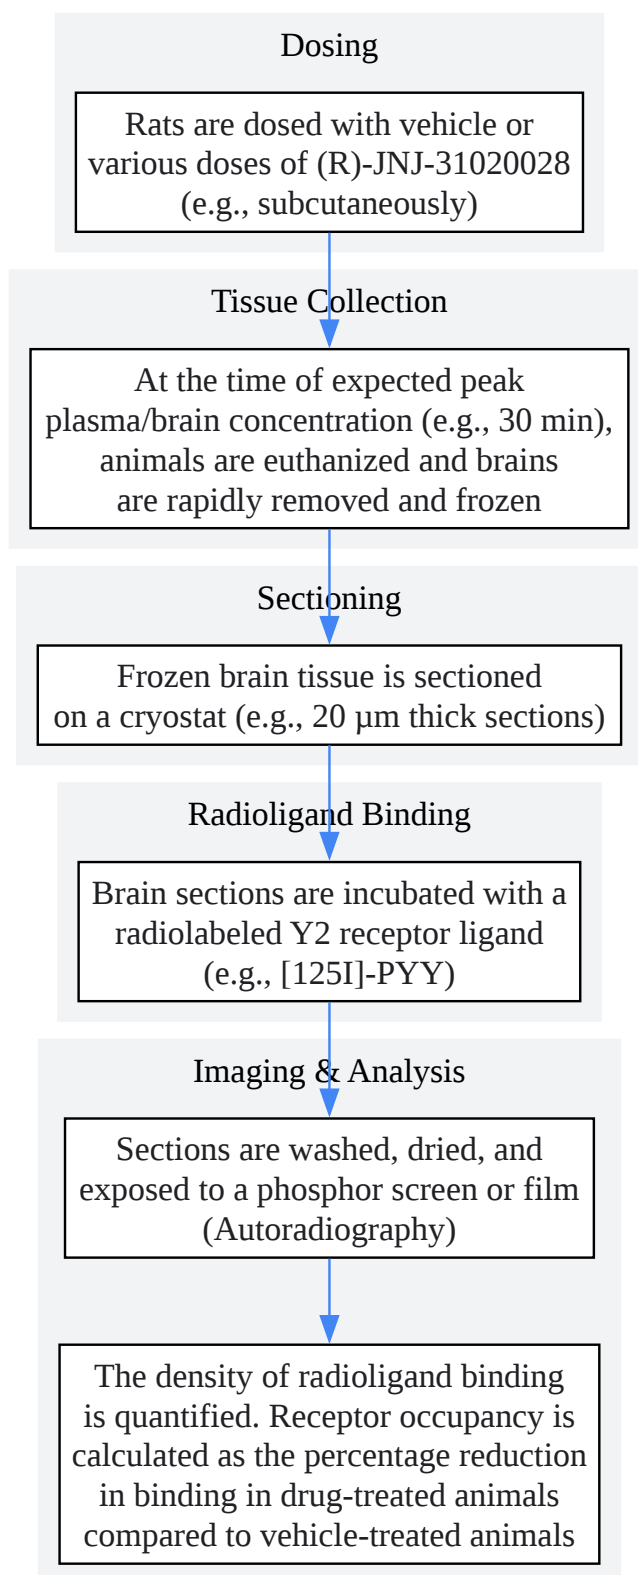 Dosing
Rats are dosed with vehicle or
various doses of (R)-JNJ-31020028
(e.g., subcutaneously)
Tissue Collection
At the time of expected peak
plasma/brain concentration (e.g., 30 min),
animals are euthanized and brains
are rapidly removed and frozen
Sectioning
Frozen brain tissue is sectioned
on a cryostat (e.g., 20 µm thick sections)
Radioligand Binding
Brain sections are incubated with a
radiolabeled Y2 receptor ligand
(e.g., [125I]-PYY)
Imaging & Analysis
Sections are washed, dried, and
exposed to a phosphor screen or film
(Autoradiography)
The density of radioligand binding
is quantified. Receptor occupancy is
calculated as the percentage reduction
in binding in drug-treated animals
compared to vehicle-treated animals